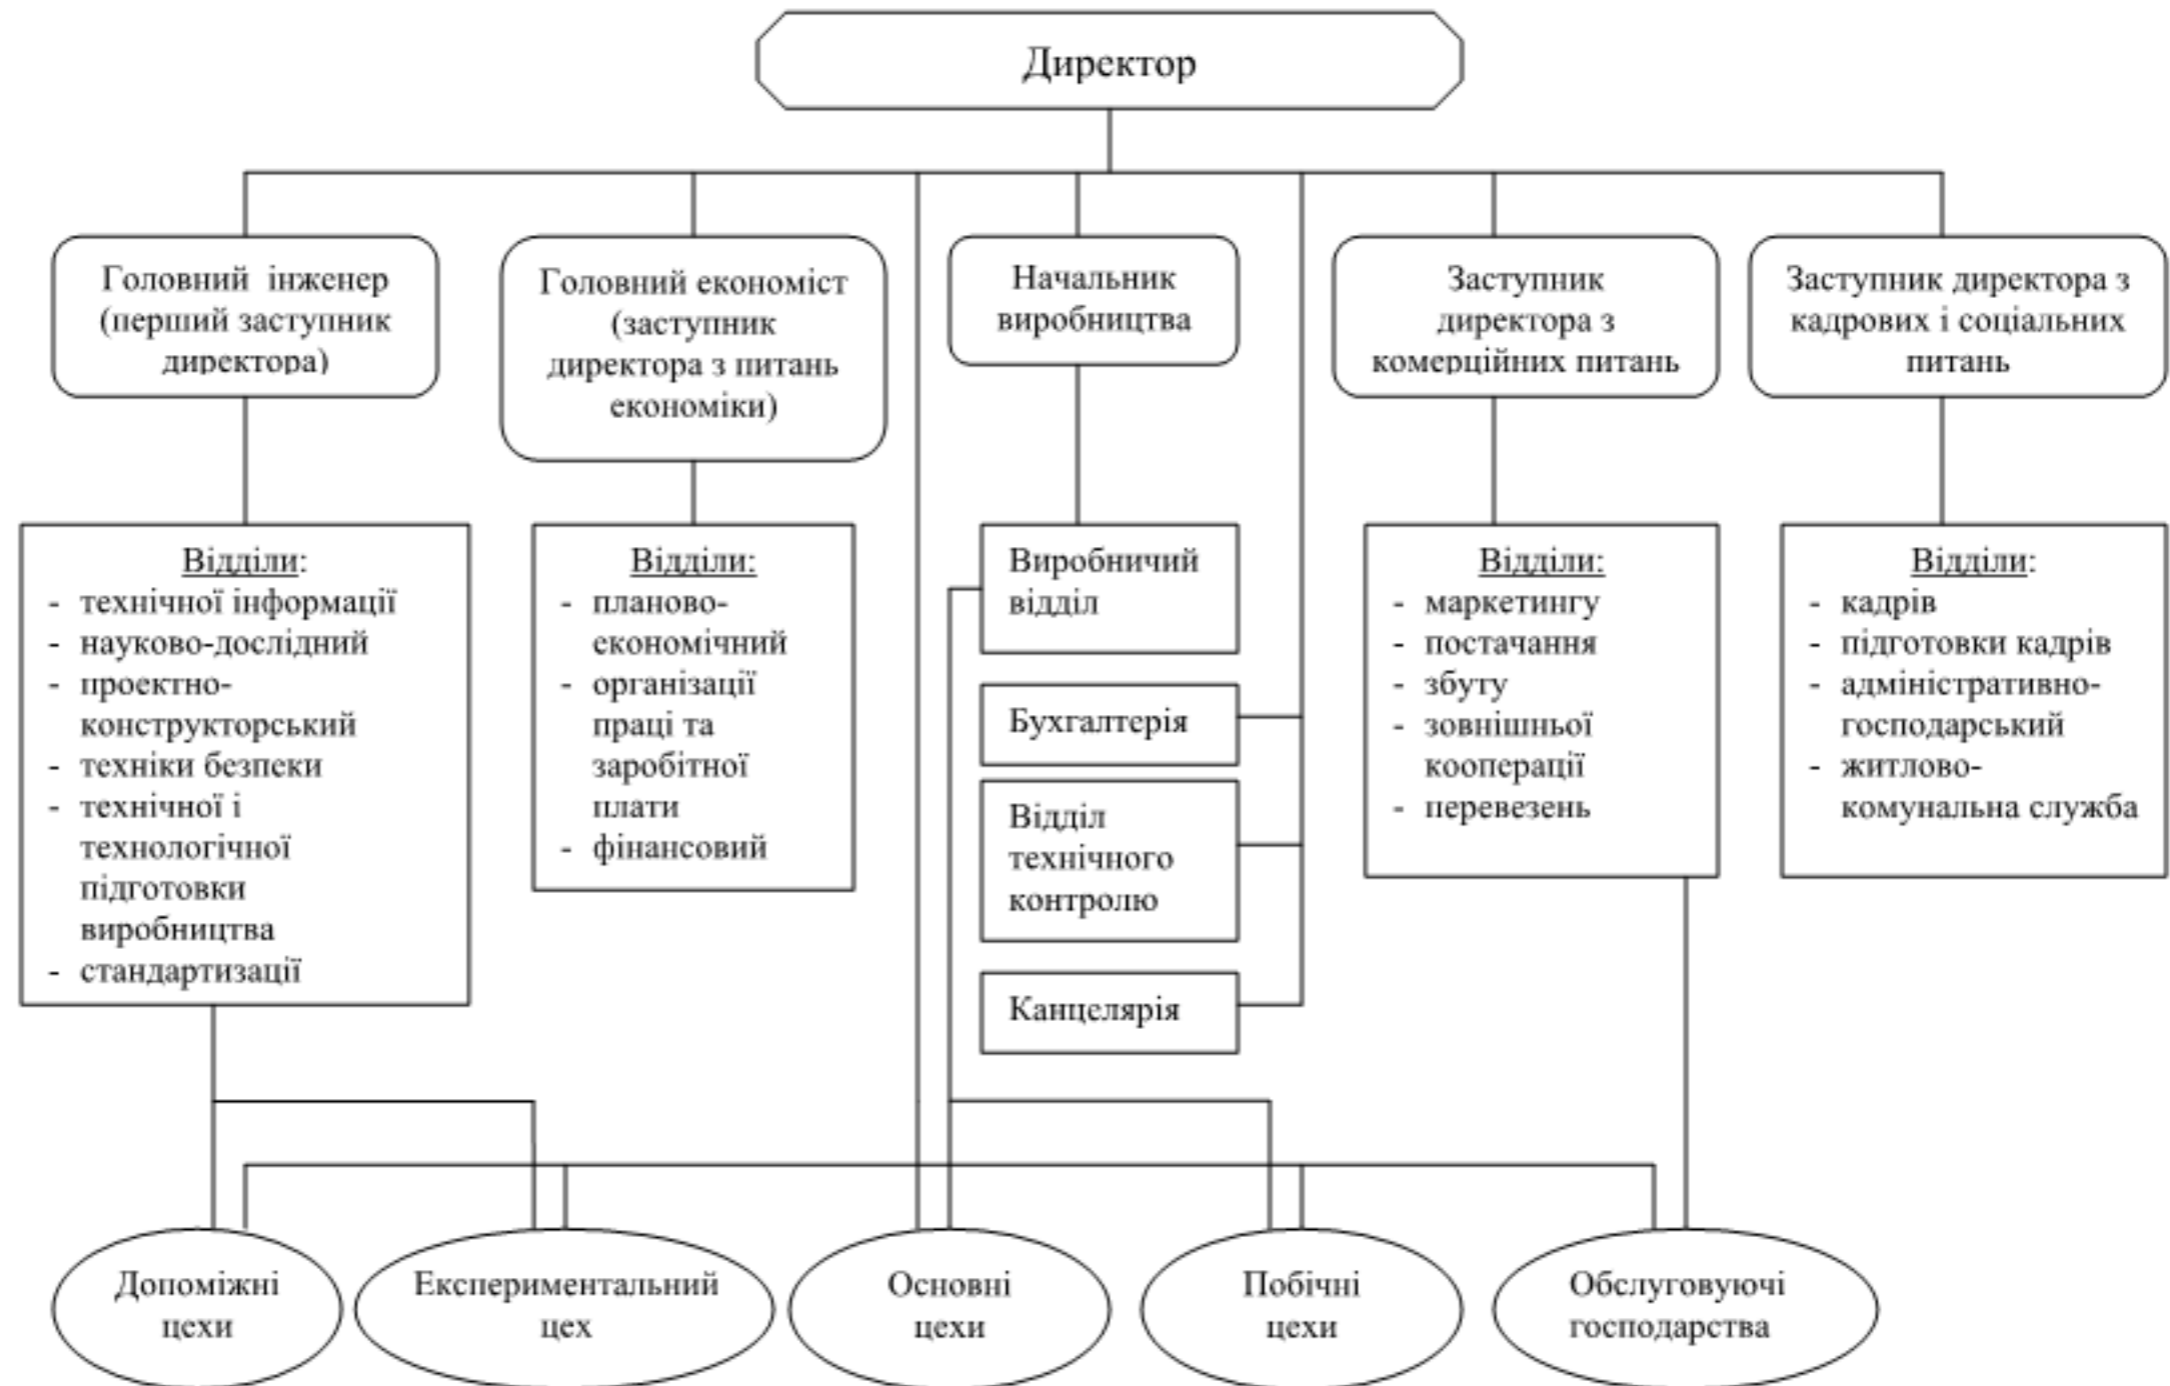 Директор
Головний інженер
(перший заступник
директора)
Головний економіст
(заступник
директора з питань
економіки)
Начальник
виробництва
Заступник
директора з
комерційних питань
Заступник директора з
кадрових і соціальних
питань
Відділи:
- технічної інформації
- науково-дослідний
- проектно-
конструкторський
- техніки безпеки
- технічної і
технологічної
підготовки
виробництва
- стандартизації
Відділи:
- планово-
економічний
- організації
праці та
заробітної
плати
- фінансовий
Виробничий
відділ
Бухгалтерія
Відділ
технічного
контролю
Канцелярія
Відділи:
- маркетингу
- постачання
- збуту
- зовнішньої
кооперації
- перевезень
Відділи:
- кадрів
- підготовки кадрів
- адміністративно-
господарський
- житлово-
комунальна служба
Допоміжні
цехи
Експериментальний
цех
Основні
цехи
Побічні
цехи
Обслуговуючі
господарства